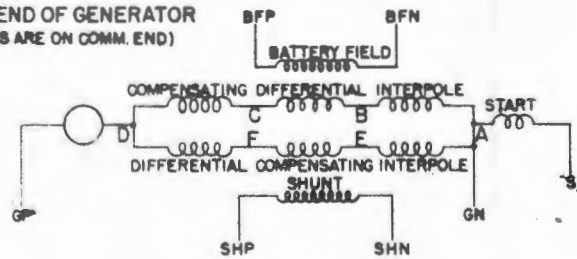 END OF GENERATOR
S ARE ON COMM. END)
BFP BFN
BATTERY FIELD
COMPENSATING DIFFERENTIAL INTERPOLE
START
C B
D F E A
DIFFERENTIAL COMPENSATING INTERPOLE
SHUNT
S
GP GN
SHP SHN